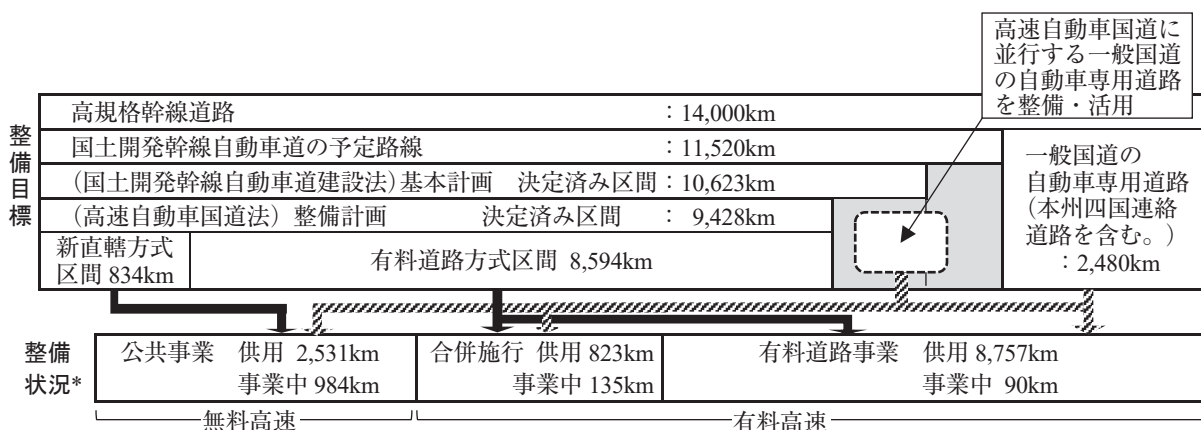 高速自動車国道に
並行する一般国道
の自動車専用道路
を整備・活用
整備目標
高規格幹線道路 : 14,000km
国土開発幹線自動車道の予定路線 : 11,520km
(国土開発幹線自動車道建設法)基本計画 決定済み区間 : 10,623km
(高速自動車国道法)整備計画 決定済み区間 : 9,428km
新直轄方式
区間 834km
有料道路方式区間 8,594km
一般国道の
自動車専用道路
(本州四国連絡
道路を含む。)
: 2,480km
整備
状況*
公共事業 供用 2,531km
事業中 984km
合併施行 供用 823km
事業中 135km
有料道路事業 供用 8,757km
事業中 90km
無料高速
有料高速